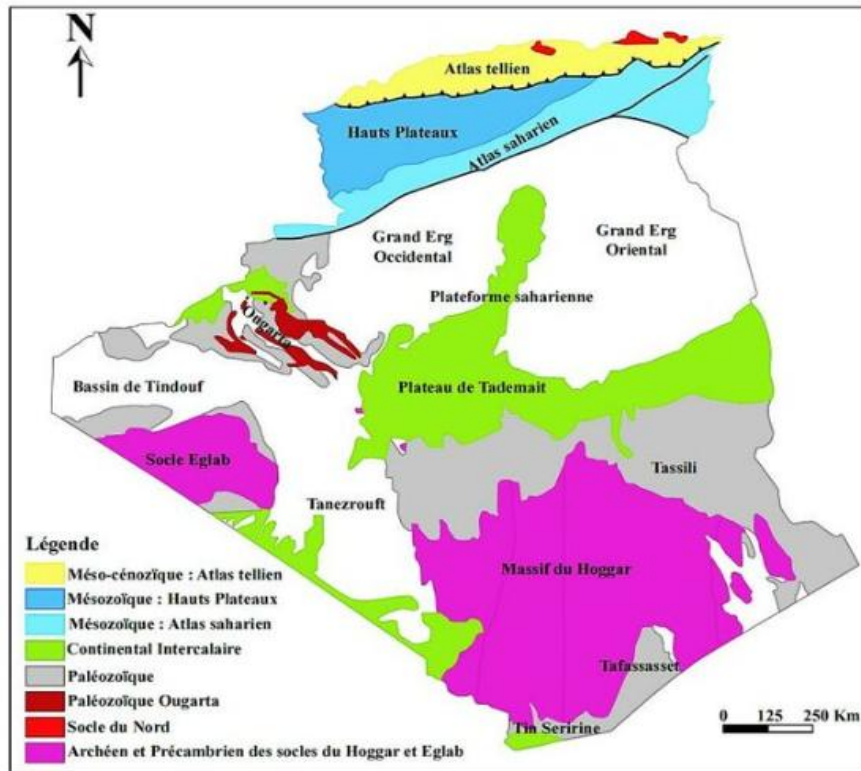 N
Atlas tellien
Hauts Plateaux
Atlas saharien
Grand Erg
Occidental
Grand Erg
Oriental
Plateforme saharienne
Ougarta
Bassin de Tindouf
Plateau de Tademait
Socle Eglab
Tassili
Tanezrouft
Massif du Hoggar
Tafassasset
Tin Seririne
Légende
Méso-cénozïque : Atlas tellien
Mésozoïque : Hauts Plateaux
Mésozoïque : Atlas saharien
Continental Intercalaire
Paléozoïque
Paléozoïque Ougarta
Socle du Nord
Archéen et Précambrien des socles du Hoggar et Eglab
0 125 250 Km